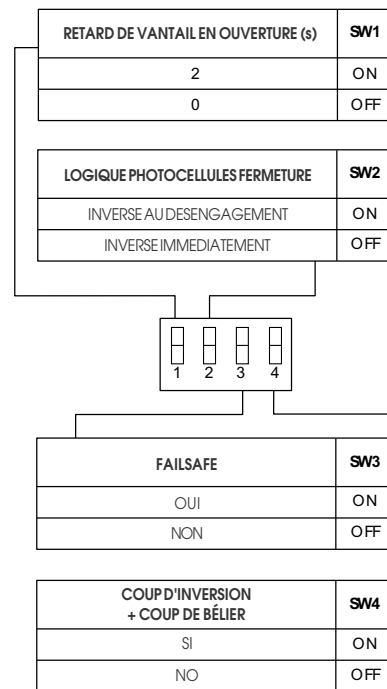 RETARD DE VANTAIL EN OUVERTURE (s) SW1
2 ON
0 OFF
LOGIQUE PHOTOCELLULES FERMETURE SW2
INVERSE AU DESENGAGEMENT ON
INVERSE IMMEDIATEMENT OFF
1 2 3 4
FAILSAFE SW3
OUI ON
NON OFF
COUP D'INVERSION
+ COUP DE BÉLIER SW4
SI ON
NO OFF